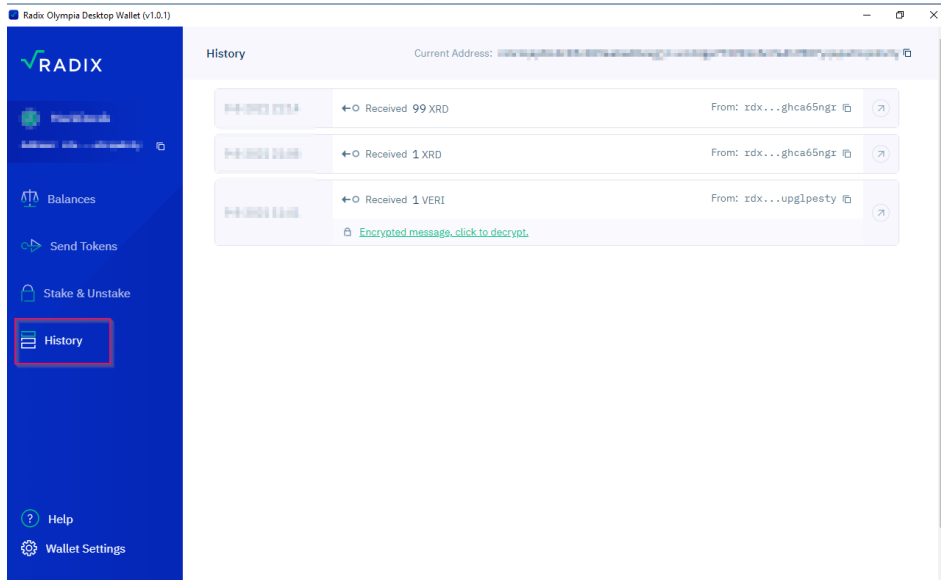 Radix Olympia Desktop Wallet (v1.0.1)
RADIX
Balances
Send Tokens
Stake & Unstake
History
Help
Wallet Settings
History Current Address:
Received 99 XRD From: rdx...ghca65ngr
Received 1 XRD From: rdx...ghca65ngr
Received 1 VERI From: rdx...upglpesty
Encrypted message, click to decrypt.